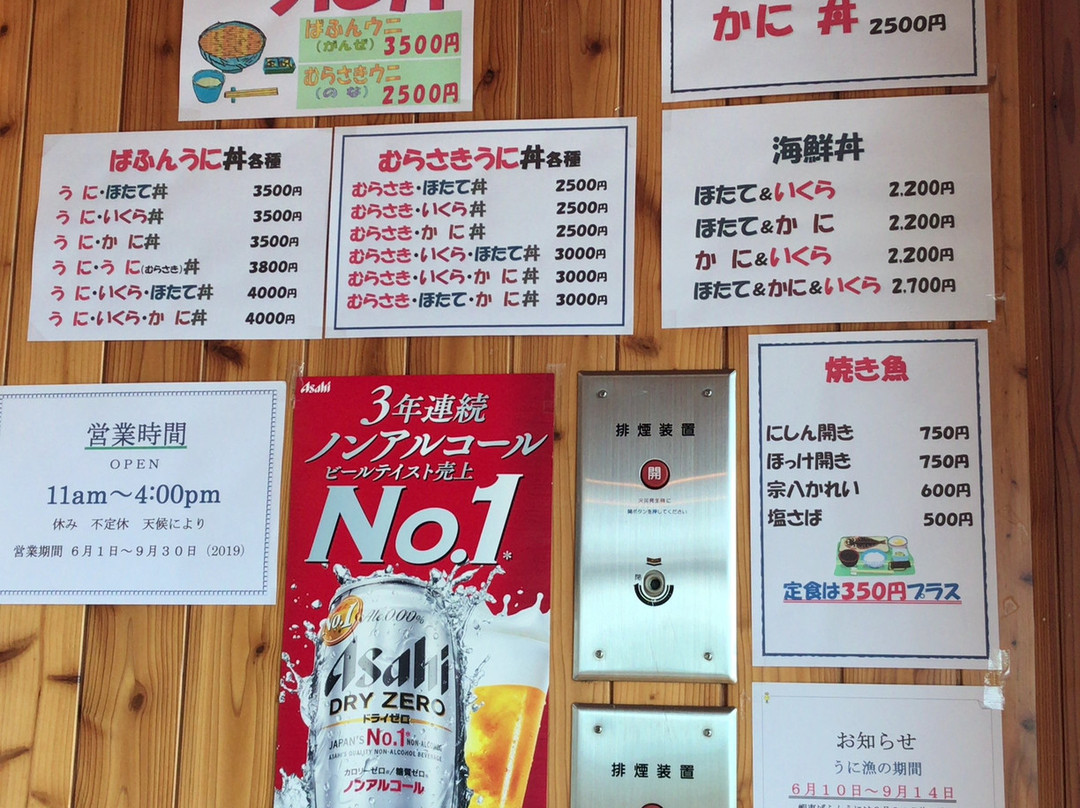 ばふんウニ
(がんぜ) 3500円
むらさきウニ
(のな) 2500円
かに丼 2500円
ばふんうに丼各種
うに・ほたて丼 3500円
うに・いくら丼 3500円
うに・かに丼 3500円
うに・うに(むらさき)丼 3800円
うに・いくら・ほたて丼 4000円
うに・いくら・かに丼 4000円
むらさきうに丼各種
むらさき・ほたて丼 2500円
むらさき・いくら丼 2500円
むらさき・かに丼 2500円
むらさき・いくら・ほたて丼 3000円
むらさき・いくら・かに丼 3000円
むらさき・ほたて・かに丼 3000円
海鮮丼
ほたて&いくら 2.200円
ほたて&かに 2.200円
かに&いくら 2.200円
ほたて&かに&いくら 2.700円
営業時間
OPEN
11am～4:00pm
休み 不定休 天候により
営業期間 6月1日～9月30日（2019）
Asahi
3年連続
ノンアルコール
ビールテイスト売上
No.1*
No.1
Asahi
DRY ZERO
ドライゼロ
JAPAN'S No.1* NON-ALCOHOL
カロリーゼロ※/糖質ゼロ※
ノンアルコール
排煙装置
開
閉
排煙装置
焼き魚
にしん開き 750円
ほっけ開き 750円
宗八かれい 600円
塩さば 500円
定食は350円プラス
お知らせ
うに漁の期間
6月10日～9月14日